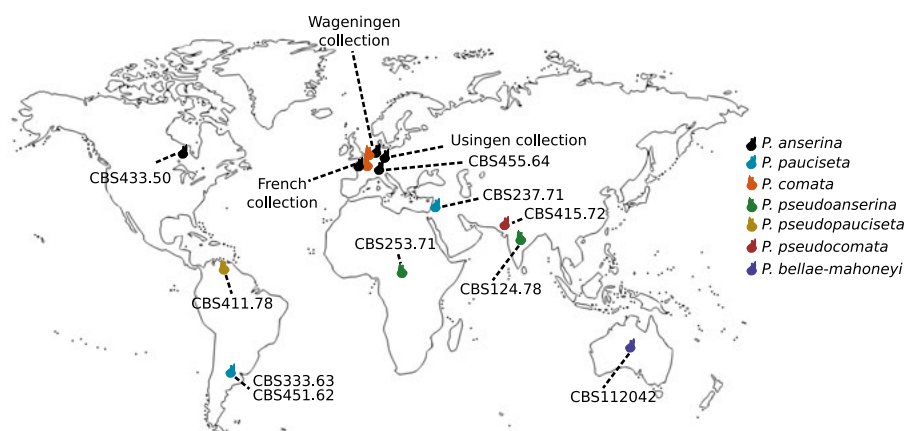 Wageningen
collection
Usingen collection
CBS455.64
CBS433.50
French
collection
CBS237.71
CBS415.72
CBS253.71
CBS124.78
CBS411.78
CBS333.63
CBS451.62
CBS112042
P. anserina
P. pauciseta
P. comata
P. pseudoanserina
P. pseudopauciseta
P. pseudocomata
P. bellae-mahoneyi